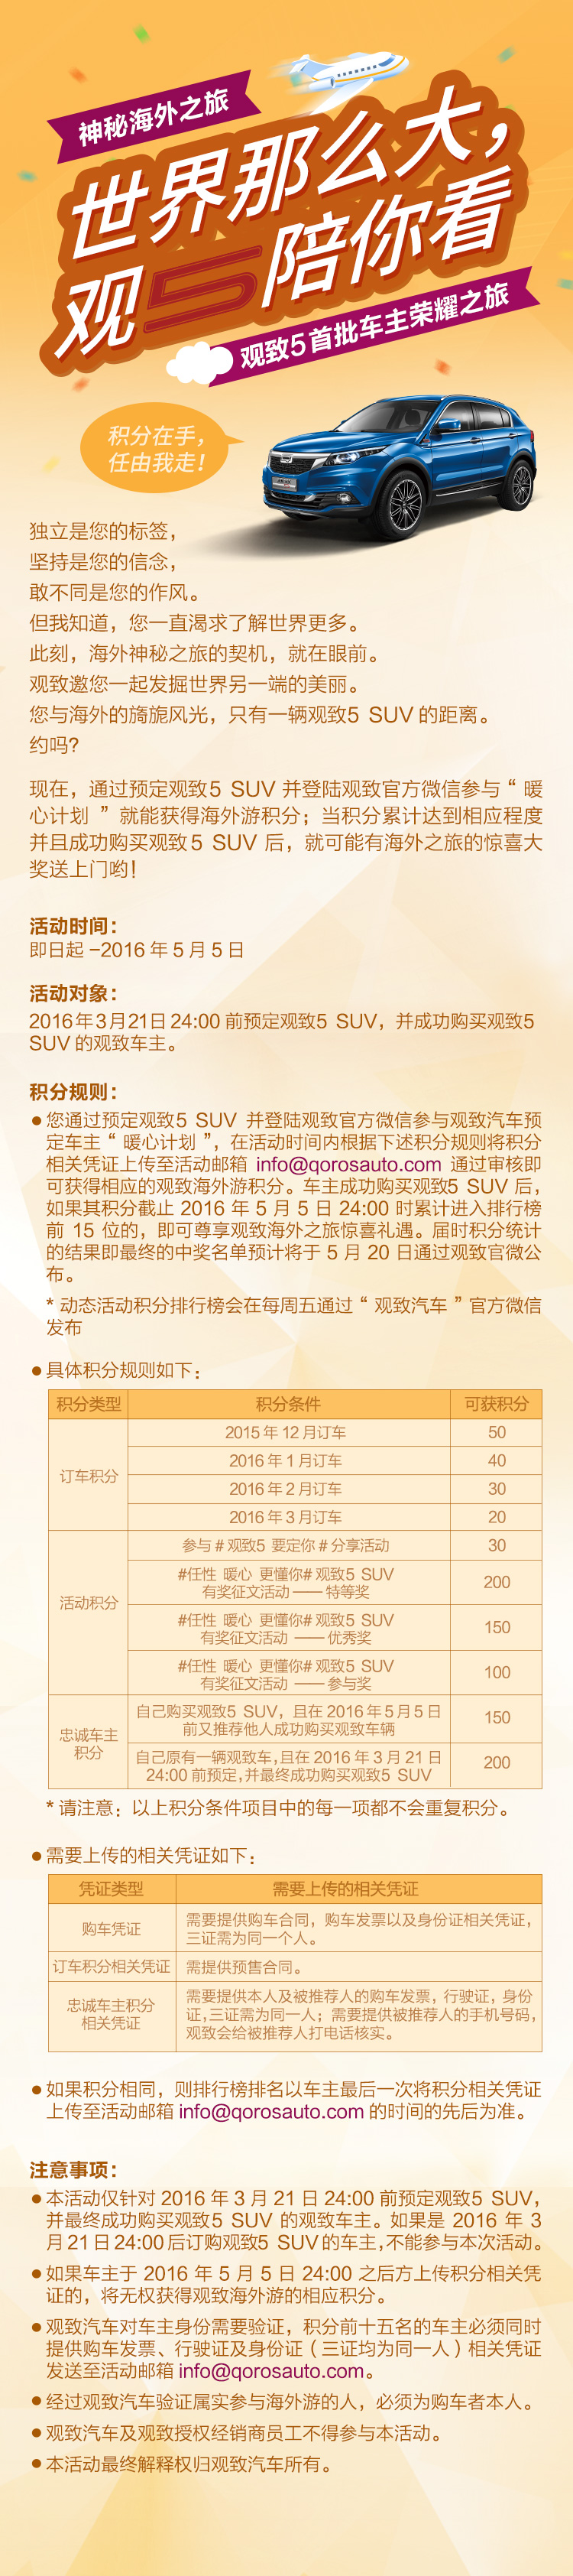 神秘海外之旅
世界那么大，
观5陪你看
观致5首批车主荣耀之旅
积分在手，
任由我走！
独立是您的标签，
坚持是您的信念，
敢不同是您的作风。
但我知道，您一直渴求了解世界更多。
此刻，海外神秘之旅的契机，就在眼前。
观致邀您一起发掘世界另一端的美丽。
您与海外的旖旎风光，只有一辆观致5 SUV 的距离。
约吗？
现在，通过预定观致5 SUV 并登陆观致官方微信参与“ 暖
心计划 ”就能获得海外游积分；当积分累计达到相应程度
并且成功购买观致5 SUV 后，就可能有海外之旅的惊喜大
奖送上门哟！
活动时间：
即日起 –2016 年 5 月 5 日
活动对象：
2016年3月21日 24:00 前预定观致5 SUV，并成功购买观致5
SUV 的观致车主。
积分规则：
●您通过预定观致5 SUV 并登陆观致官方微信参与观致汽车预
定车主“ 暖心计划 ”，在活动时间内根据下述积分规则将积分
相关凭证上传至活动邮箱 info@qorosauto.com 通过审核即
可获得相应的观致海外游积分。车主成功购买观致5 SUV 后，
如果其积分截止 2016 年 5 月 5 日 24:00 时累计进入排行榜
前 15 位的，即可尊享观致海外之旅惊喜礼遇。届时积分统计
的结果即最终的中奖名单预计将于 5 月 20 日通过观致官微公
布。
* 动态活动积分排行榜会在每周五通过“ 观致汽车 ”官方微信
发布
●具体积分规则如下：
积分类型 积分条件 可获积分
订车积分
2015 年 12 月订车 50
2016 年 1 月订车 40
2016 年 2 月订车 30
2016 年 3 月订车 20
活动积分
参与 # 观致5 要定你 # 分享活动 30
#任性 暖心 更懂你# 观致5 SUV
有奖征文活动 —— 特等奖 200
#任性 暖心 更懂你# 观致5 SUV
有奖征文活动 —— 优秀奖 150
#任性 暖心 更懂你# 观致5 SUV
有奖征文活动 —— 参与奖 100
忠诚车主
积分
自己购买观致5 SUV，且在 2016 年 5 月 5 日
前又推荐他人成功购买观致车辆 150
自己原有一辆观致车,且在 2016 年 3 月 21 日
24:00 前预定,并最终成功购买观致5 SUV 200
* 请注意：以上积分条件项目中的每一项都不会重复积分。
●需要上传的相关凭证如下：
凭证类型 需要上传的相关凭证
购车凭证
需要提供购车合同，购车发票以及身份证相关凭证，
三证需为同一个人。
订车积分相关凭证 需提供预售合同。
忠诚车主积分
相关凭证
需要提供本人及被推荐人的购车发票，行驶证，身份
证,三证需为同一人；需要提供被推荐人的手机号码，
观致会给被推荐人打电话核实。
●如果积分相同，则排行榜排名以车主最后一次将积分相关凭证
上传至活动邮箱 info@qorosauto.com 的时间的先后为准。
注意事项：
●本活动仅针对 2016 年 3 月 21 日 24:00 前预定观致5 SUV，
并最终成功购买观致5 SUV 的观致车主。如果是 2016 年 3
月 21 日 24:00 后订购观致5 SUV 的车主,不能参与本次活动。
●如果车主于 2016 年 5 月 5 日 24:00 之后方上传积分相关凭
证的，将无权获得观致海外游的相应积分。
●观致汽车对车主身份需要验证，积分前十五名的车主必须同时
提供购车发票、行驶证及身份证（三证均为同一人）相关凭证
发送至活动邮箱 info@qorosauto.com。
●经过观致汽车验证属实参与海外游的人，必须为购车者本人。
●观致汽车及观致授权经销商员工不得参与本活动。
●本活动最终解释权归观致汽车所有。